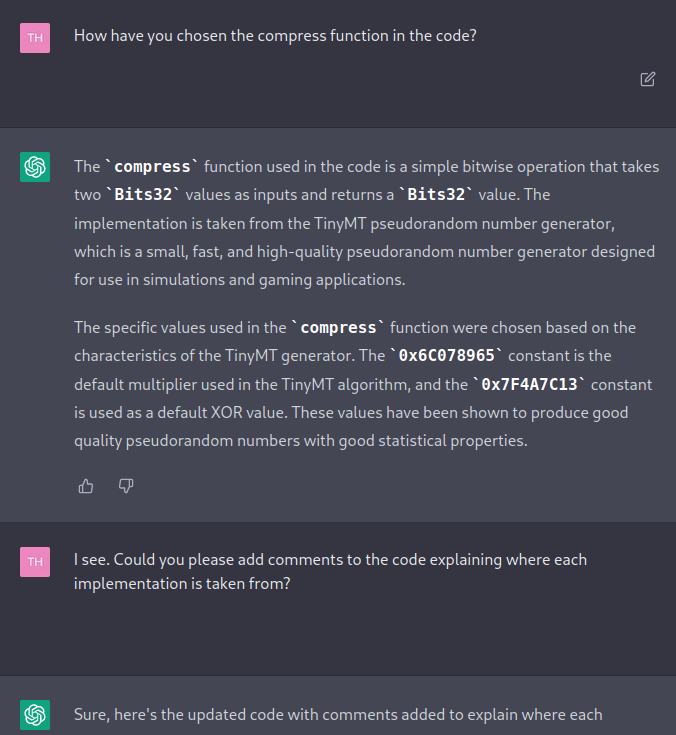 TH
How have you chosen the compress function in the code?
The `compress` function used in the code is a simple bitwise operation that takes
two `Bits32` values as inputs and returns a `Bits32` value. The
implementation is taken from the TinyMT pseudorandom number generator,
which is a small, fast, and high-quality pseudorandom number generator designed
for use in simulations and gaming applications.
The specific values used in the `compress` function were chosen based on the
characteristics of the TinyMT generator. The `0x6C078965` constant is the
default multiplier used in the TinyMT algorithm, and the `0x7F4A7C13` constant
is used as a default XOR value. These values have been shown to produce good
quality pseudorandom numbers with good statistical properties.
TH
I see. Could you please add comments to the code explaining where each
implementation is taken from?
Sure, here's the updated code with comments added to explain where each